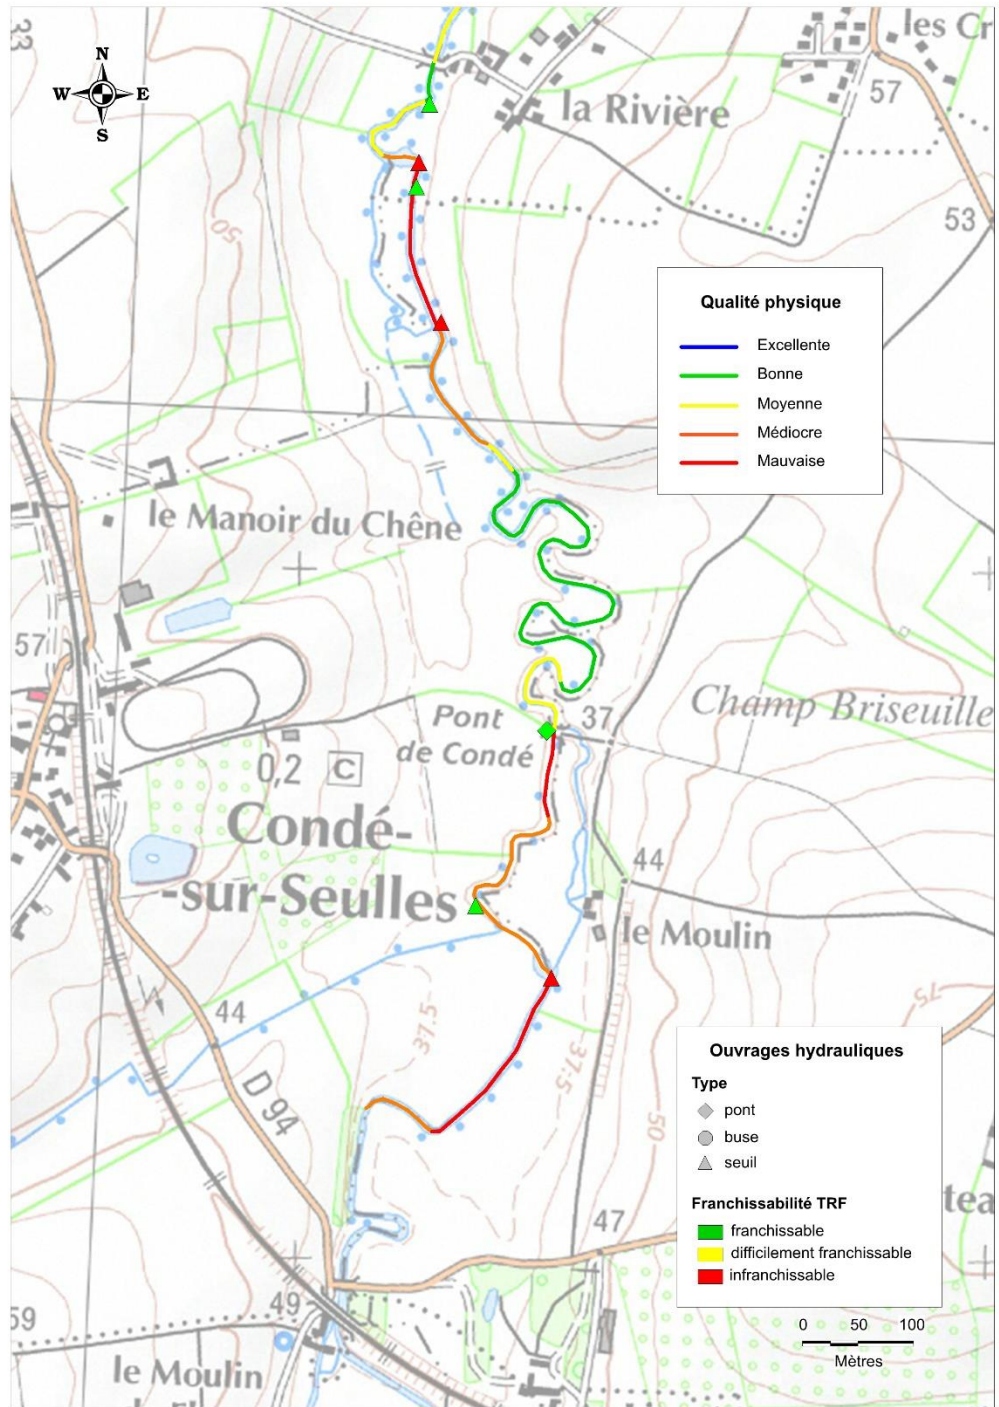 33
les Cr
N
W E
S
57
la Rivière
53
50
Qualité physique
Excellente
Bonne
Moyenne
Médiocre
Mauvaise
le Manoir du Chêne
57
Champ Briseuille
Pont
de Condé
37
0,2
C
Condé-
-sur-Seulles
44
le Moulin
75
44
37.5
37.5
D 94
50
Ouvrages hydrauliques
Type
pont
buse
seuil
Franchissabilité TRF
franchissable
difficilement franchissable
infranchissable
tea
47
49
59
0 50 100
Mètres
le Moulin